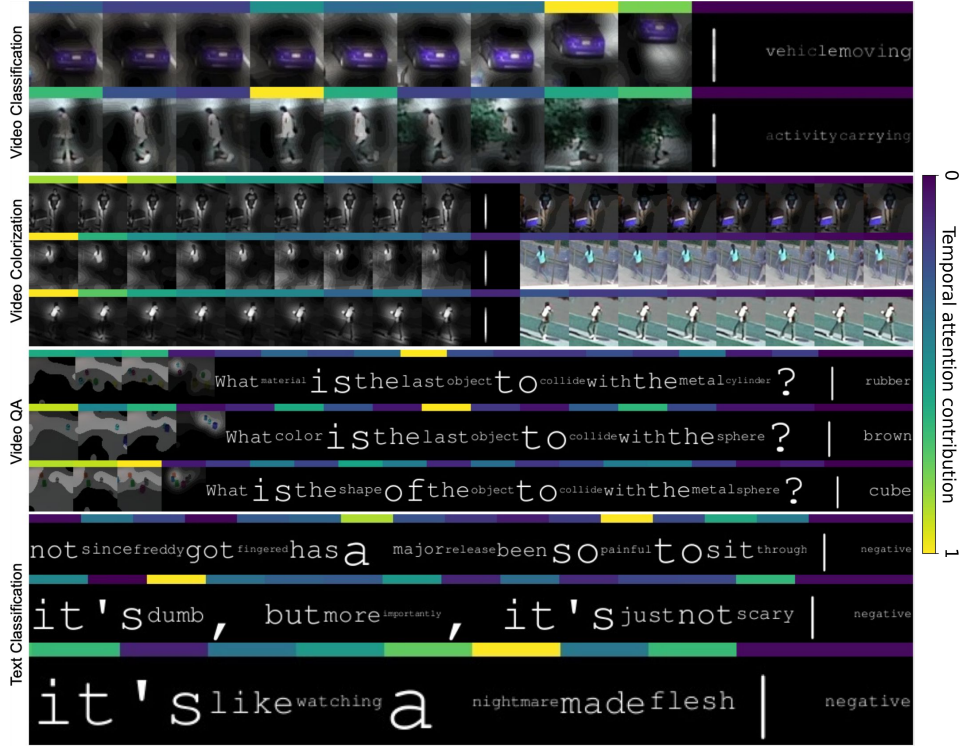 Video Classification
vehiclemoving
activitycarrying
Video Colorization
Video QA
What material is the last object to collide with the metal cylinder ? | rubber
What color is the last object to collide with the sphere ? | brown
What is the shape of the object to collide with the metal sphere ? | cube
Text Classification
not since freddy got fingered has a major release been so painful to sit through | negative
it's dumb, but more importantly, it's just not scary | negative
it's like watching a nightmare made flesh | negative
0
Temporal attention contribution
1